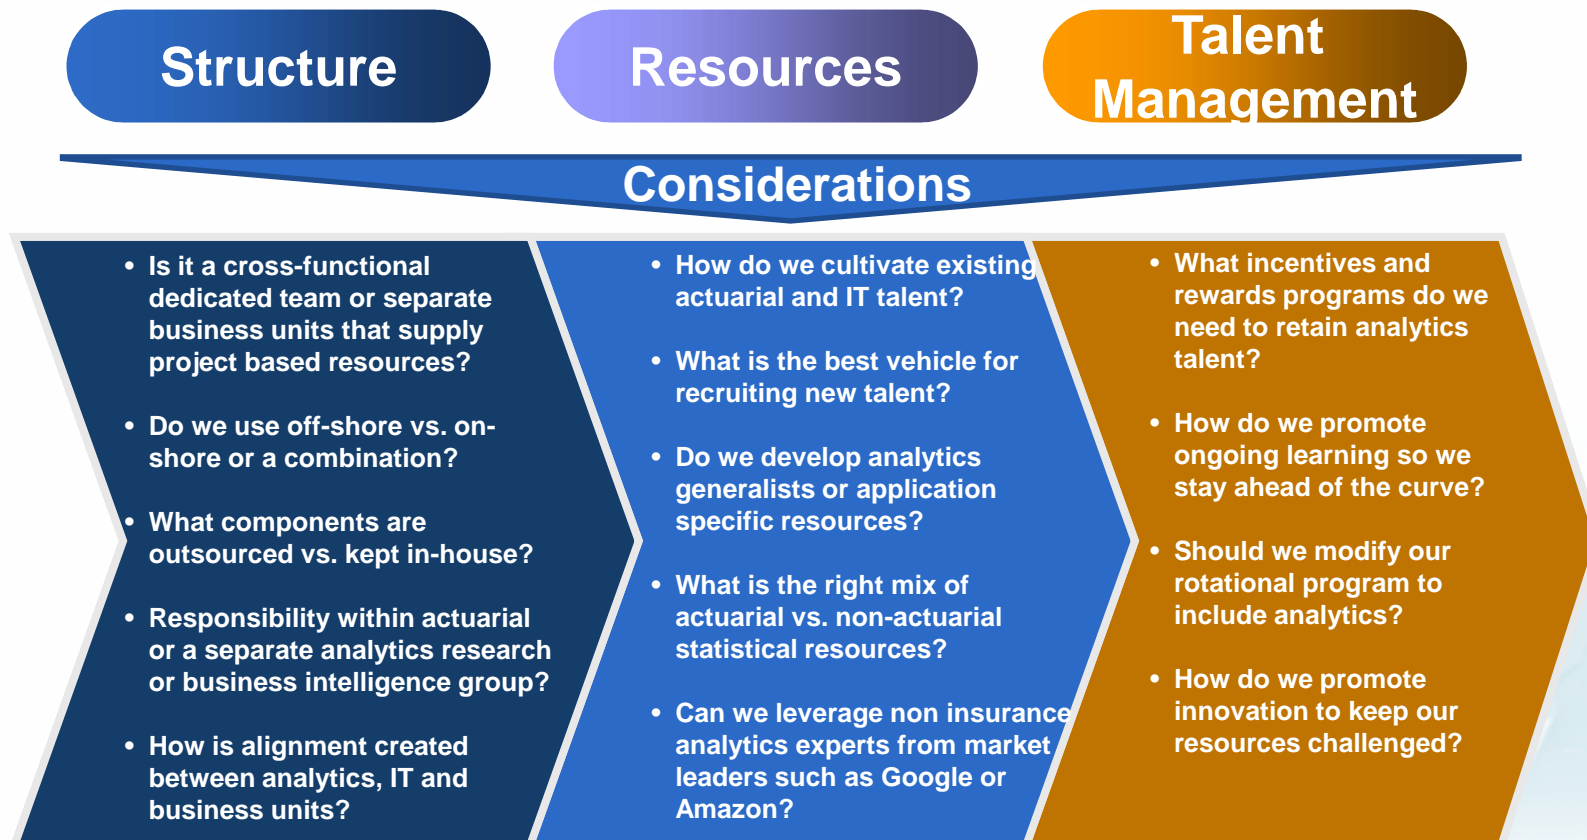 Structure
Resources
Talent
Management
Considerations
• Is it a cross-functional
dedicated team or separate
business units that supply
project based resources?
• Do we use off-shore vs. on-
shore or a combination?
• What components are
outsourced vs. kept in-house?
• Responsibility within actuarial
or a separate analytics research
or business intelligence group?
• How is alignment created
between analytics, IT and
business units?
• How do we cultivate existing
actuarial and IT talent?
• What is the best vehicle for
recruiting new talent?
• Do we develop analytics
generalists or application
specific resources?
• What is the right mix of
actuarial vs. non-actuarial
statistical resources?
• Can we leverage non insurance
analytics experts from market
leaders such as Google or
Amazon?
• What incentives and
rewards programs do we
need to retain analytics
talent?
• How do we promote
ongoing learning so we
stay ahead of the curve?
• Should we modify our
rotational program to
include analytics?
• How do we promote
innovation to keep our
resources challenged?